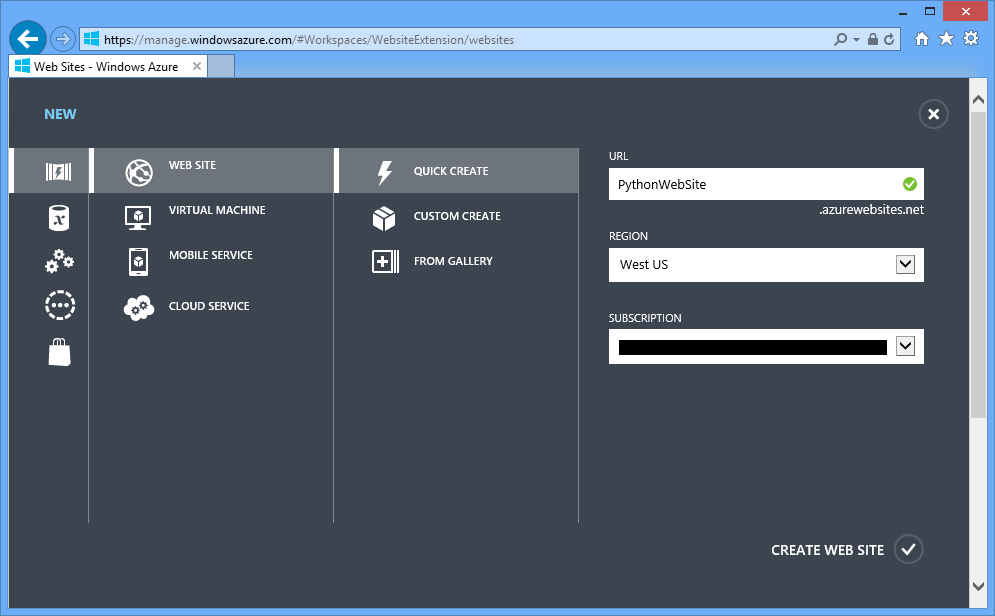 https://manage.windowsazure.com/#Workspaces/WebsiteExtension/websites
Web Sites - Windows Azure
NEW
WEB SITE
VIRTUAL MACHINE
MOBILE SERVICE
CLOUD SERVICE
QUICK CREATE
CUSTOM CREATE
FROM GALLERY
URL
PythonWebSite
.azurewebsites.net
REGION
West US
SUBSCRIPTION
CREATE WEB SITE